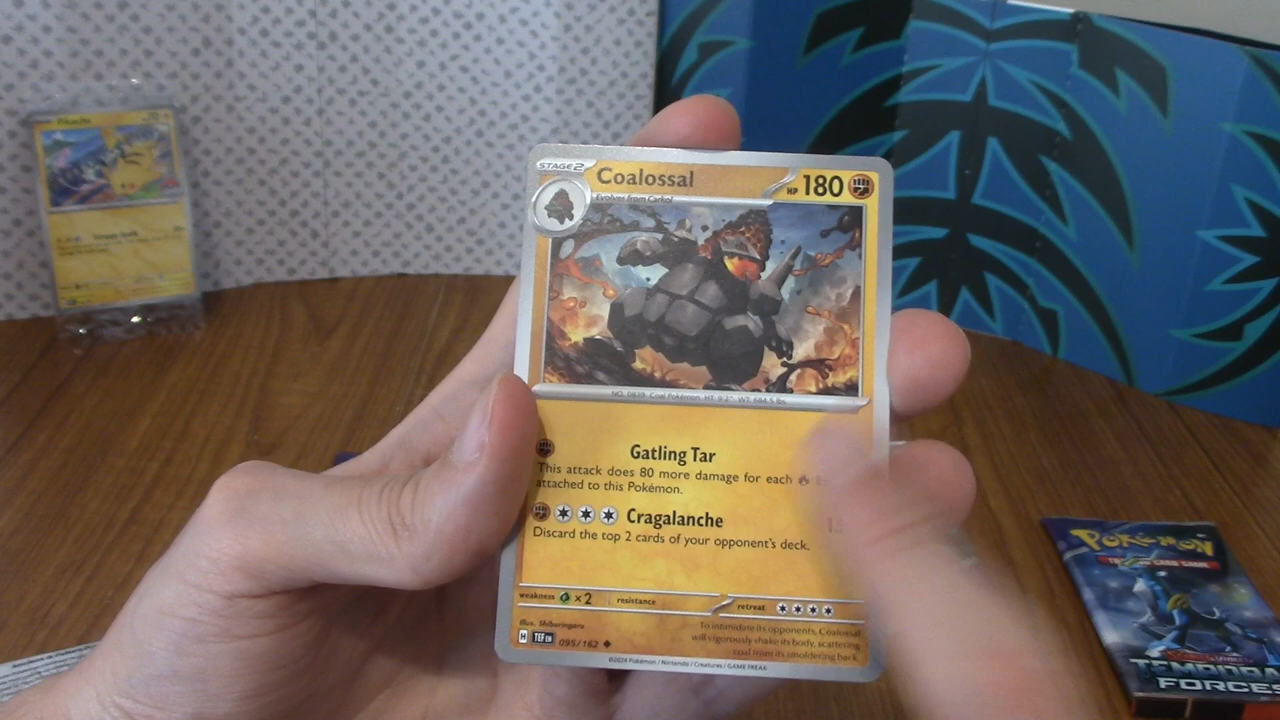 Pikachu
STAGE2
Coalossal
HP 180
Evolves from Carkol
NO. 0839 Coal Pokémon HT: 9'2" WT: 684.5 lbs
Gatling Tar
This attack does 80 more damage for each
attached to this Pokémon.
Cragalanche
Discard the top 2 cards of your opponent's deck.
weakness ×2 resistance retreat
Illus. Shiburingaru
To intimidate its opponents, Coalossal
will vigorously shake its body, scattering
coal from its smoldering back.
H TEF EN 095/162
©2024 Pokémon / Nintendo / Creatures / GAME FREAK
POKéMON
TRADING CARD GAME
FORCES